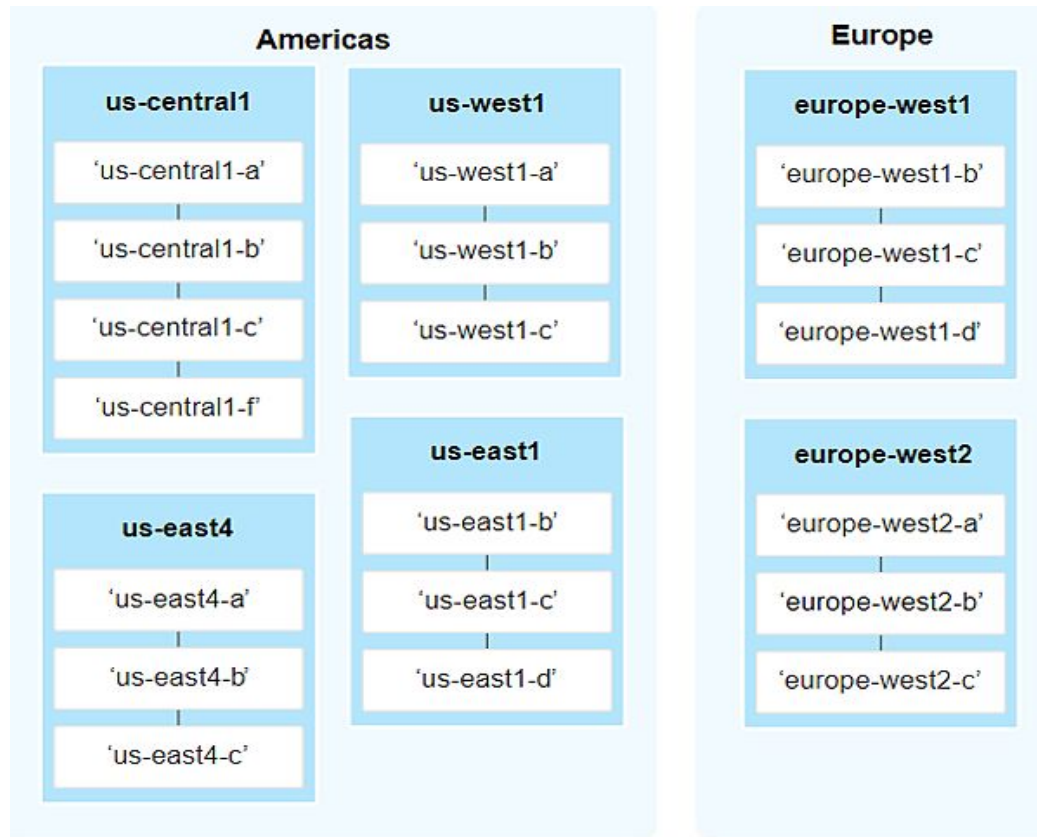 Americas
us-central1
‘us-central1-a’
‘us-central1-b’
‘us-central1-c’
‘us-central1-f’
us-west1
‘us-west1-a’
‘us-west1-b’
‘us-west1-c’
us-east4
‘us-east4-a’
‘us-east4-b’
‘us-east4-c’
us-east1
‘us-east1-b’
‘us-east1-c’
‘us-east1-d’
Europe
europe-west1
‘europe-west1-b’
‘europe-west1-c’
‘europe-west1-d’
europe-west2
‘europe-west2-a’
‘europe-west2-b’
‘europe-west2-c’